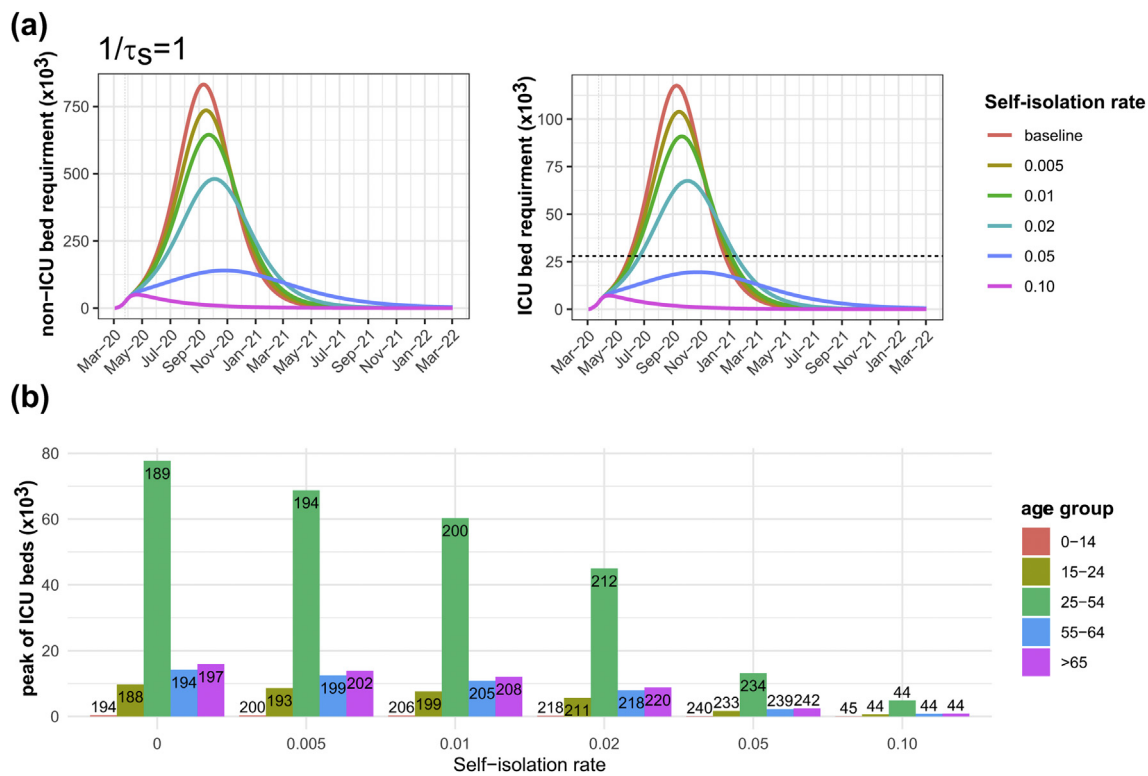 (a)
1/τs=1
non−ICU bed requirment (x10³)
750
500
250
0
Mar−20 May−20 Jul−20 Sep−20 Nov−20 Jan−21 Mar−21 May−21 Jul−21 Sep−21 Nov−21 Jan−22 Mar−22
ICU bed requirment (x10³)
100
75
50
25
0
Mar−20 May−20 Jul−20 Sep−20 Nov−20 Jan−21 Mar−21 May−21 Jul−21 Sep−21 Nov−21 Jan−22 Mar−22
Self−isolation rate
baseline
0.005
0.01
0.02
0.05
0.10
(b)
peak of ICU beds (x10³)
80
60
40
20
0
194 188 189 194 197
200 193 194 199 202
206 199 200 205 208
218 211 212 218 220
240 233 234 239 242
45 44 44 44 44
0 0.005 0.01 0.02 0.05 0.10
Self−isolation rate
age group
0−14
15−24
25−54
55−64
>65